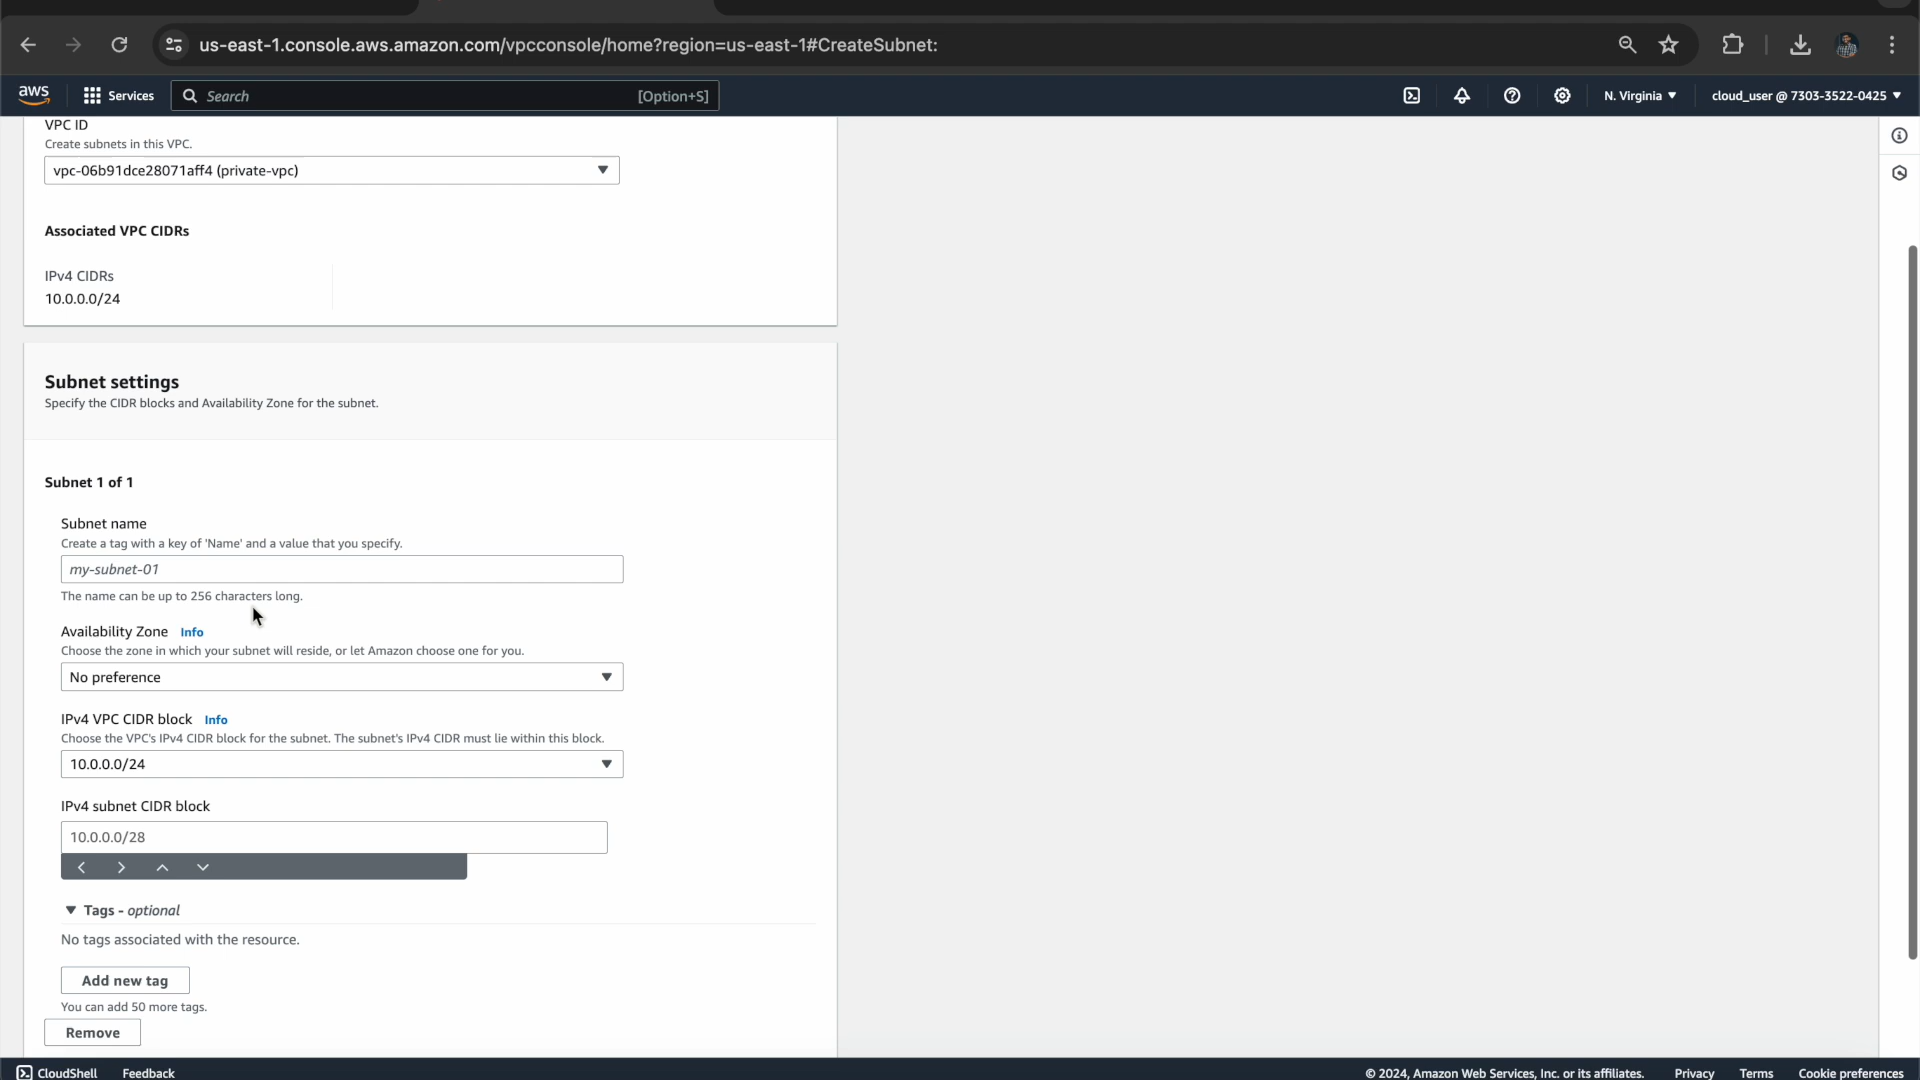 us-east-1.console.aws.amazon.com/vpcconsole/home?region=us-east-1#CreateSubnet:
aws
Services
Search
[Option+S]
N. Virginia
cloud_user @ 7303-3522-0425
VPC ID
Create subnets in this VPC.
vpc-06b91dce28071aff4 (private-vpc)
Associated VPC CIDRs
IPv4 CIDRs
10.0.0.0/24
Subnet settings
Specify the CIDR blocks and Availability Zone for the subnet.
Subnet 1 of 1
Subnet name
Create a tag with a key of 'Name' and a value that you specify.
my-subnet-01
The name can be up to 256 characters long.
Availability Zone Info
Choose the zone in which your subnet will reside, or let Amazon choose one for you.
No preference
IPv4 VPC CIDR block Info
Choose the VPC's IPv4 CIDR block for the subnet. The subnet's IPv4 CIDR must lie within this block.
10.0.0.0/24
IPv4 subnet CIDR block
10.0.0.0/28
Tags - optional
No tags associated with the resource.
Add new tag
You can add 50 more tags.
Remove
CloudShell Feedback © 2024, Amazon Web Services, Inc. or its affiliates. Privacy Terms Cookie preferences